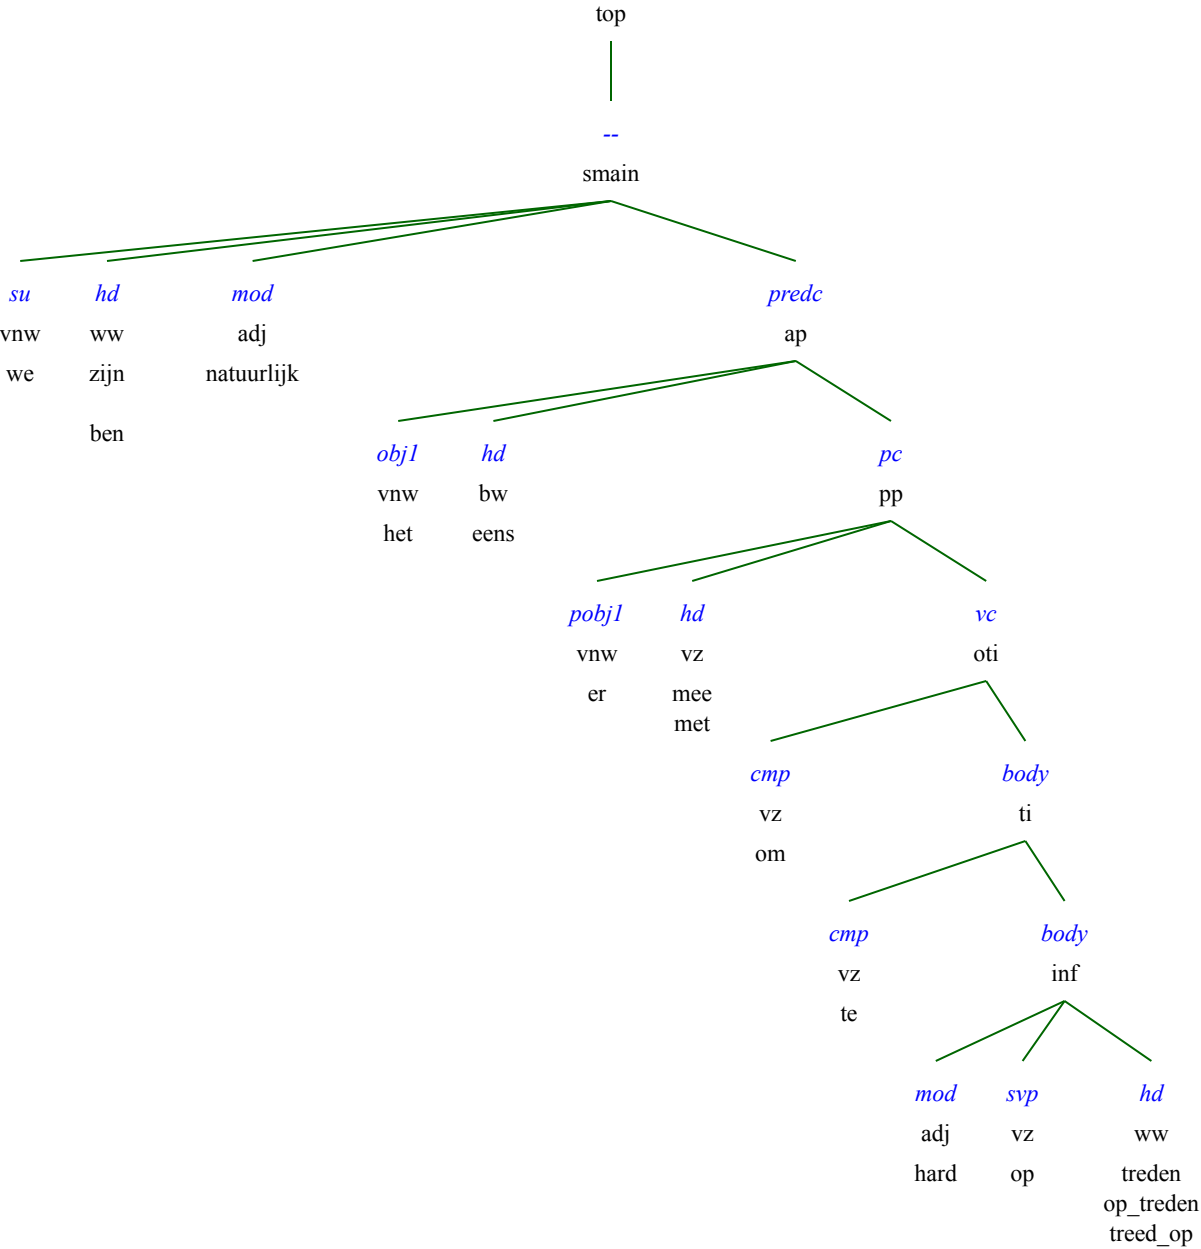 top
--
smain
su hd mod predc
vnw ww adj ap
we zijn natuurlijk
ben
obj1 hd pc
vnw bw pp
het eens
pobj1 hd vc
vnw vz oti
er mee
met
cmp body
vz ti
om
cmp body
vz inf
te
mod svp hd
adj vz ww
hard op treden
op_treden
treed_op